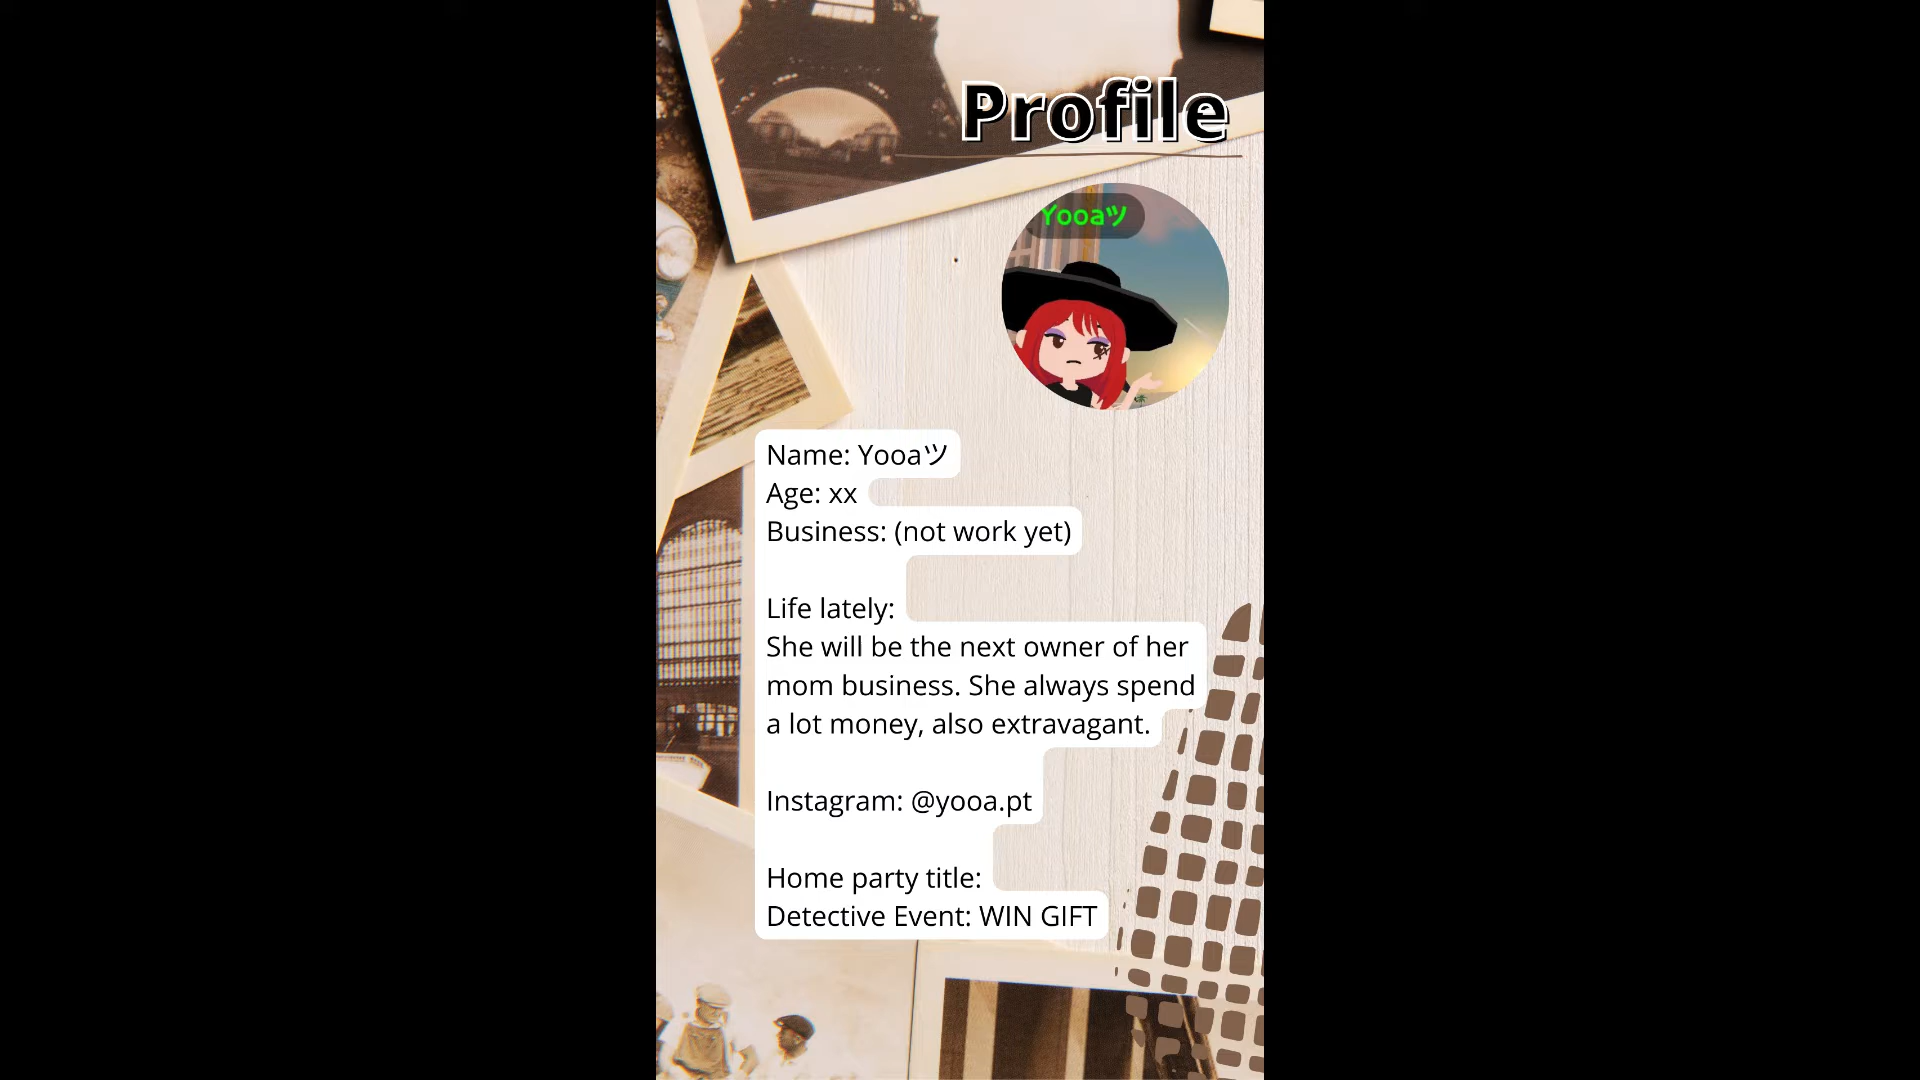 Profile
Yooaツ
Name: Yooaツ
Age: xx
Business: (not work yet)
Life lately:
She will be the next owner of her
mom business. She always spend
a lot money, also extravagant.
Instagram: @yooa.pt
Home party title:
Detective Event: WIN GIFT